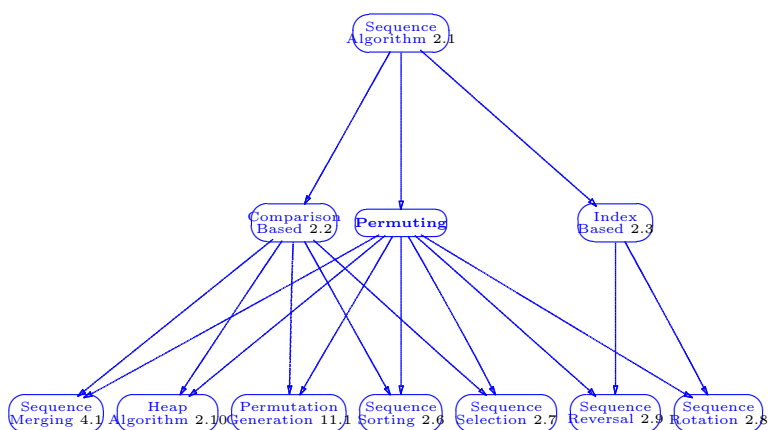 Sequence
Algorithm 2.1
Comparison
Based 2.2
Permuting
Index
Based 2.3
Sequence
Merging 4.1
Heap
Algorithm 2.10
Permutation
Generation 11.1
Sequence
Sorting 2.6
Sequence
Selection 2.7
Sequence
Reversal 2.9
Sequence
Rotation 2.8